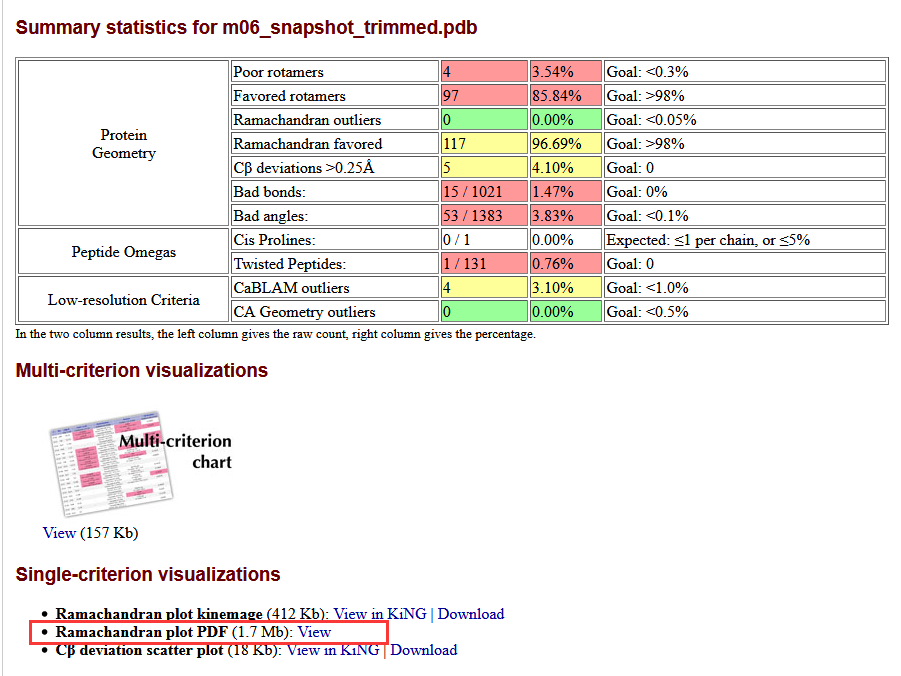 Summary statistics for m06_snapshot_trimmed.pdb
Protein Geometry
Poor rotamers 4 3.54% Goal: <0.3%
Favored rotamers 97 85.84% Goal: >98%
Ramachandran outliers 0 0.00% Goal: <0.05%
Ramachandran favored 117 96.69% Goal: >98%
Cβ deviations >0.25Å 5 4.10% Goal: 0
Bad bonds: 15 / 1021 1.47% Goal: 0%
Bad angles: 53 / 1383 3.83% Goal: <0.1%
Peptide Omegas
Cis Prolines: 0 / 1 0.00% Expected: ≤1 per chain, or ≤5%
Twisted Peptides: 1 / 131 0.76% Goal: 0
Low-resolution Criteria
CaBLAM outliers 4 3.10% Goal: <1.0%
CA Geometry outliers 0 0.00% Goal: <0.5%
In the two column results, the left column gives the raw count, right column gives the percentage.
Multi-criterion visualizations
Multi-criterion
chart
View (157 Kb)
Single-criterion visualizations
• Ramachandran plot kinemage (412 Kb): View in KiNG | Download
• Ramachandran plot PDF (1.7 Mb): View
• Cβ deviation scatter plot (18 Kb): View in KiNG | Download